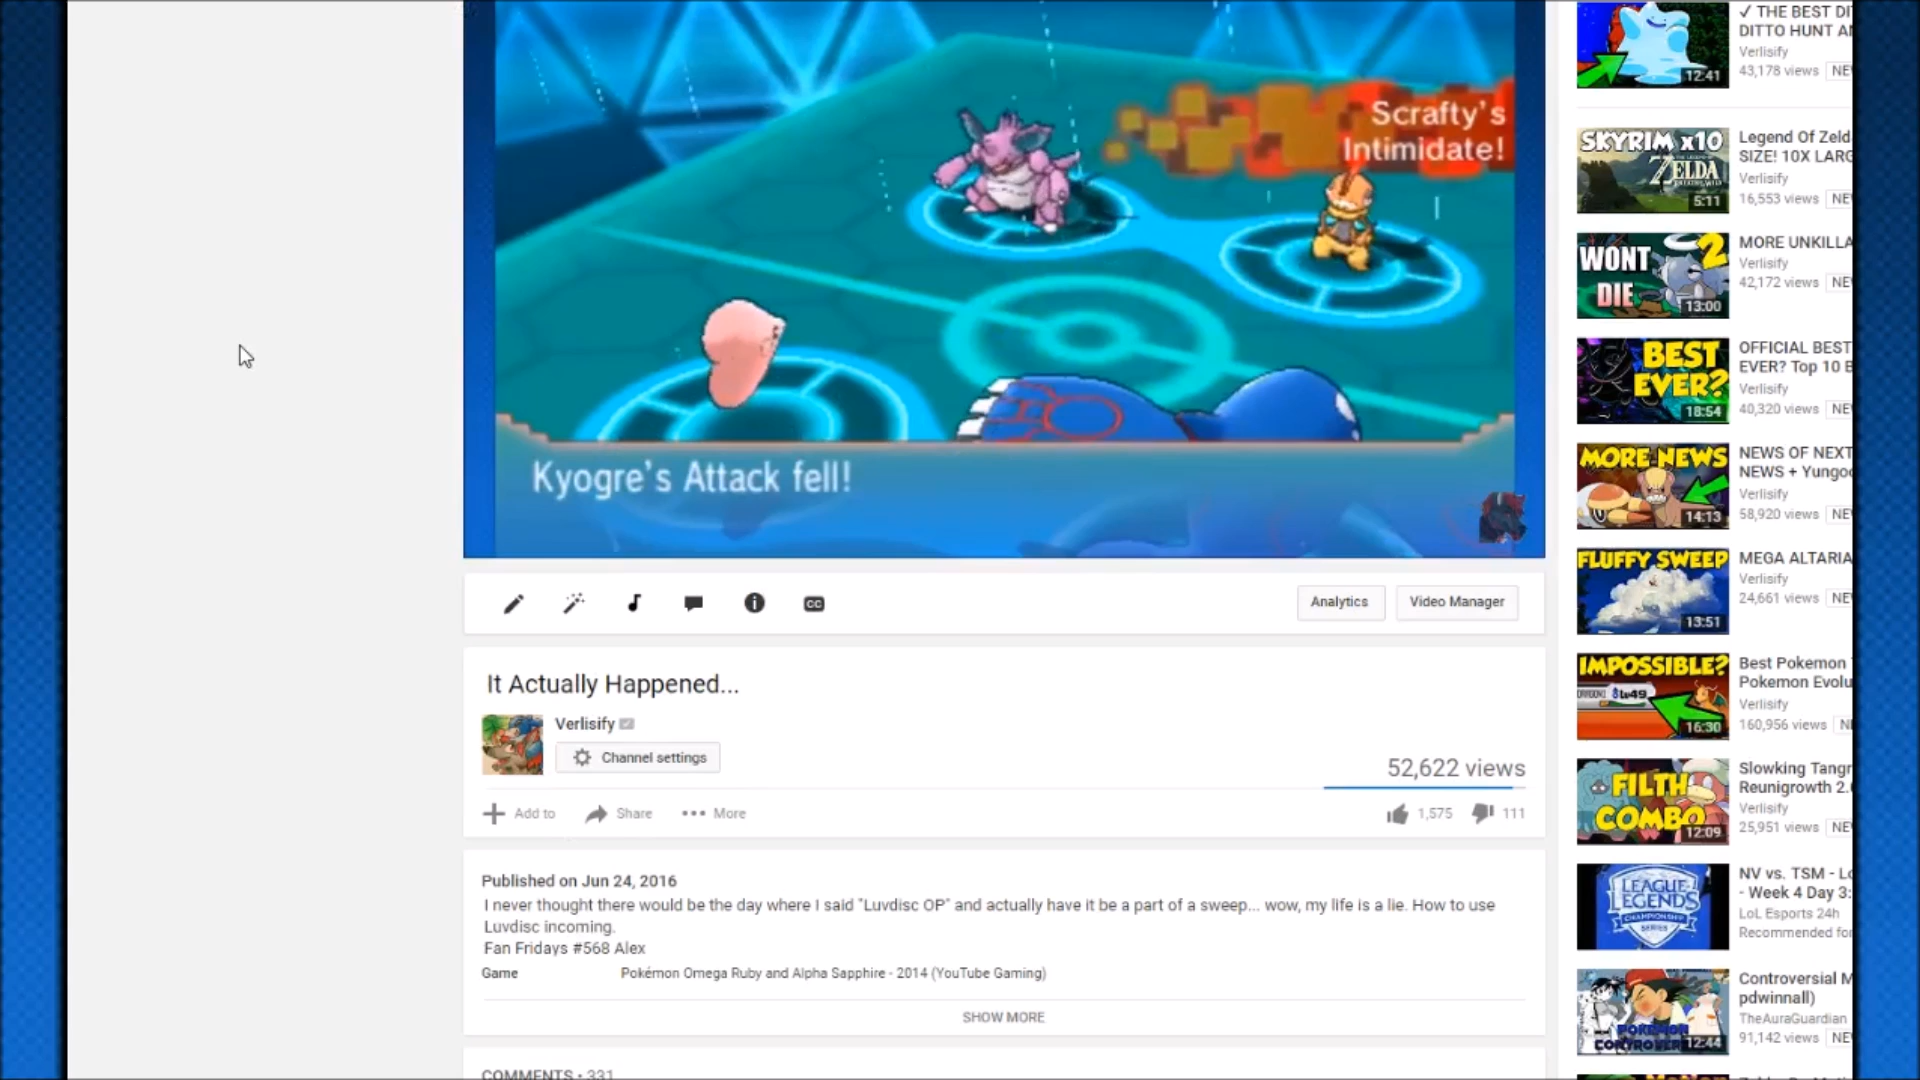 Scrafty's
Intimidate!
Kyogre's Attack fell!
CC
Analytics
Video Manager
It Actually Happened...
Verlisify
Channel settings
52,622 views
Add to
Share
More
1,575
111
Published on Jun 24, 2016
I never thought there would be the day where I said "Luvdisc OP" and actually have it be a part of a sweep... wow, my life is a lie. How to use
Luvdisc incoming.
Fan Fridays #568 Alex
Game
Pokémon Omega Ruby and Alpha Sapphire - 2014 (YouTube Gaming)
SHOW MORE
COMMENTS • 331
12:41
✓ THE BEST DI
DITTO HUNT A
Verlisify
43,178 views
NE
SKYRIM x10
ZELDA
5:11
Legend Of Zeld
SIZE! 10X LARG
Verlisify
16,553 views
NE
WONT
DIE
2
13:00
MORE UNKILLA
Verlisify
42,172 views
NE
BEST
EVER?
18:54
OFFICIAL BEST
EVER? Top 10 B
Verlisify
40,320 views
NE
MORE NEWS
14:13
NEWS OF NEXT
NEWS + Yungoo
Verlisify
58,920 views
NE
FLUFFY SWEEP
13:51
MEGA ALTARIA
Verlisify
24,661 views
NE
IMPOSSIBLE?
Lv49
16:30
Best Pokemon
Pokemon Evolu
Verlisify
160,956 views
N
FILTH
COMBO
12:09
Slowking Tangr
Reunigrowth 2.
Verlisify
25,951 views
NE
LEAGUE
LEGENDS
CHAMPIONSHIP
SERIES
NV vs. TSM - Lo
- Week 4 Day 3:
LoL Esports 24h
Recommended for
POKEMON
12:44
Controversial M
pdwinnall)
TheAuraGuardian
91,142 views
NE